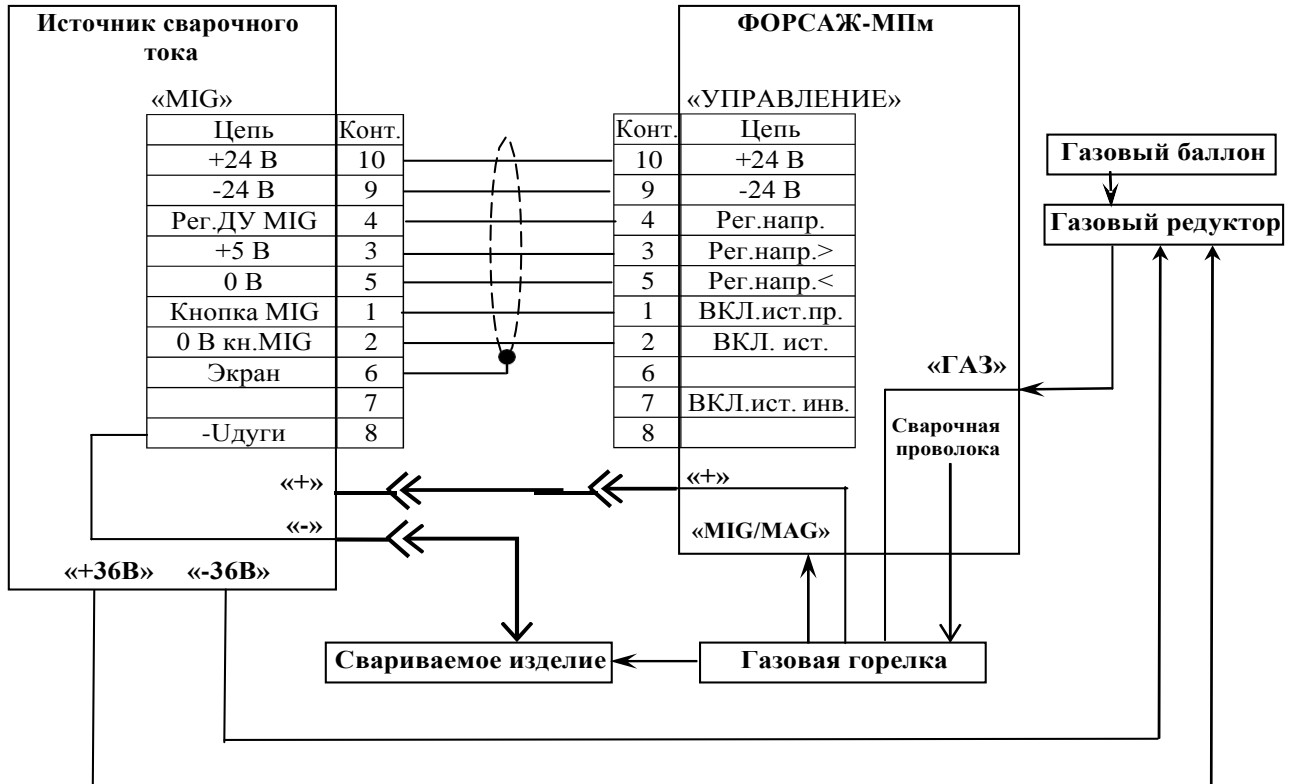 Источник сварочного
тока
«MIG»
Цепь Конт.
+24 В 10
-24 В 9
Рег.ДУ MIG 4
+5 В 3
0 В 5
Кнопка MIG 1
0 В кн.MIG 2
Экран 6
7
-Uдуги 8
«+»
«-»
«+36В» «-36В»
ФОРСАЖ-МПм
«УПРАВЛЕНИЕ»
Конт. Цепь
10 +24 В
9 -24 В
4 Рег.напр.
3 Рег.напр.>
5 Рег.напр.<
1 ВКЛ.ист.пр.
2 ВКЛ. ист.
6
7 ВКЛ.ист. инв.
8
«ГАЗ»
Сварочная
проволока
«+»
«MIG/MAG»
Газовый баллон
Газовый редуктор
Свариваемое изделие
Газовая горелка